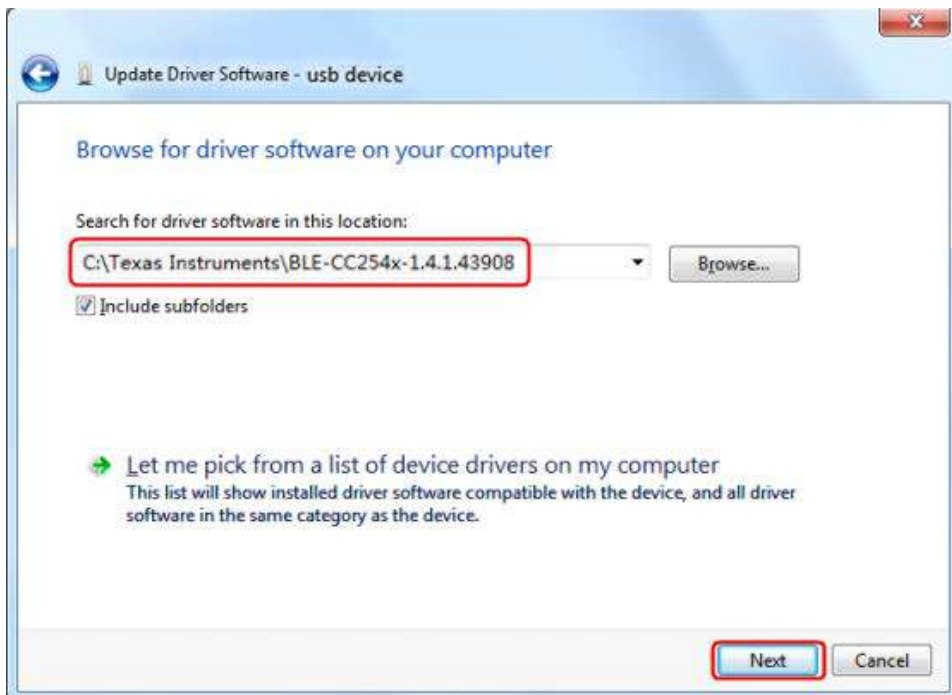 Update Driver Software - usb device
Browse for driver software on your computer
Search for driver software in this location:
C:\Texas Instruments\BLE-CC254x-1.4.1.43908
Browse...
Include subfolders
Let me pick from a list of device drivers on my computer
This list will show installed driver software compatible with the device, and all driver
software in the same category as the device.
Next
Cancel